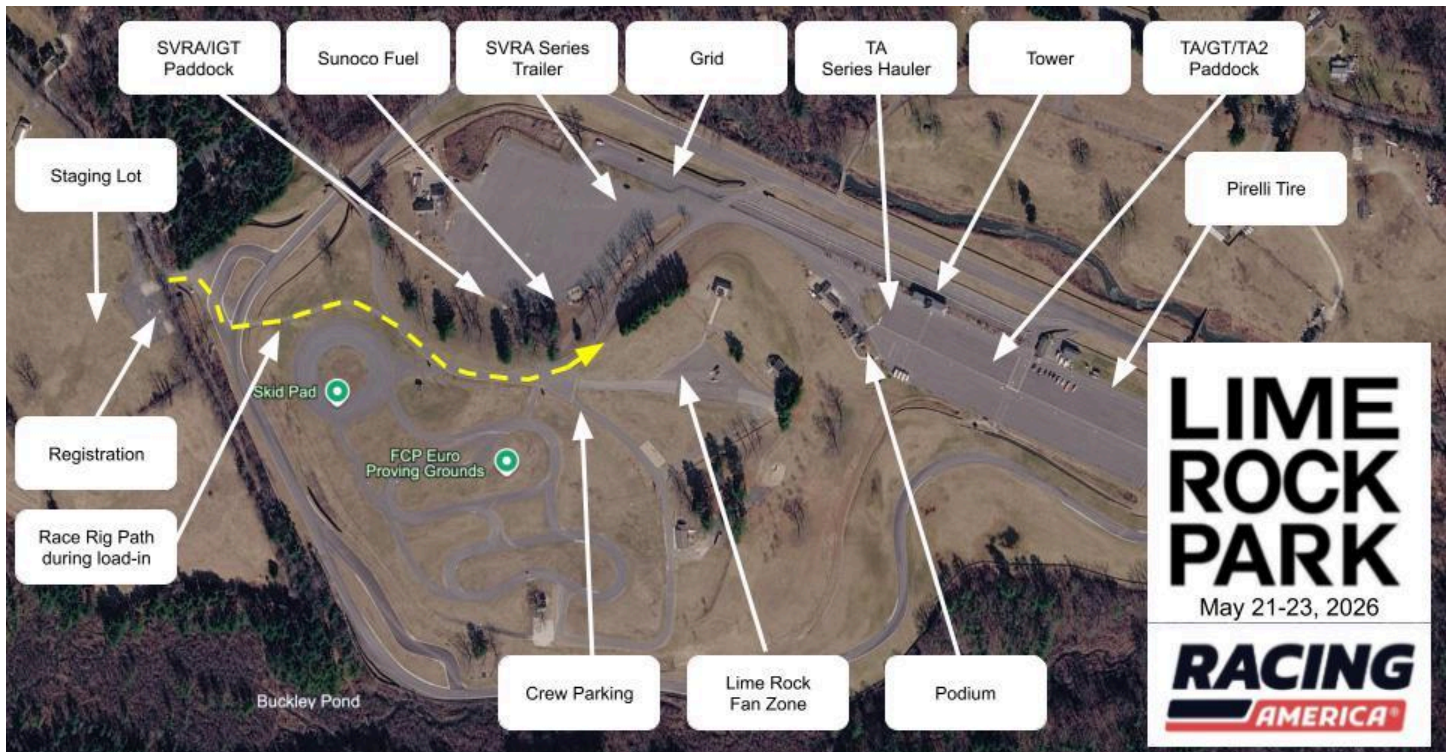 SVRA/IGT
Paddock
Sunoco Fuel
SVRA Series
Trailer
Grid
TA
Series Hauler
Tower
TA/GT/TA2
Paddock
Staging Lot
Pirelli Tire
Skid Pad
Registration
FCP Euro
Proving Grounds
Race Rig Path
during load-in
Crew Parking
Lime Rock
Fan Zone
Podium
Buckley Pond
LIME
ROCK
PARK
May 21-23, 2026
RACING
AMERICA®